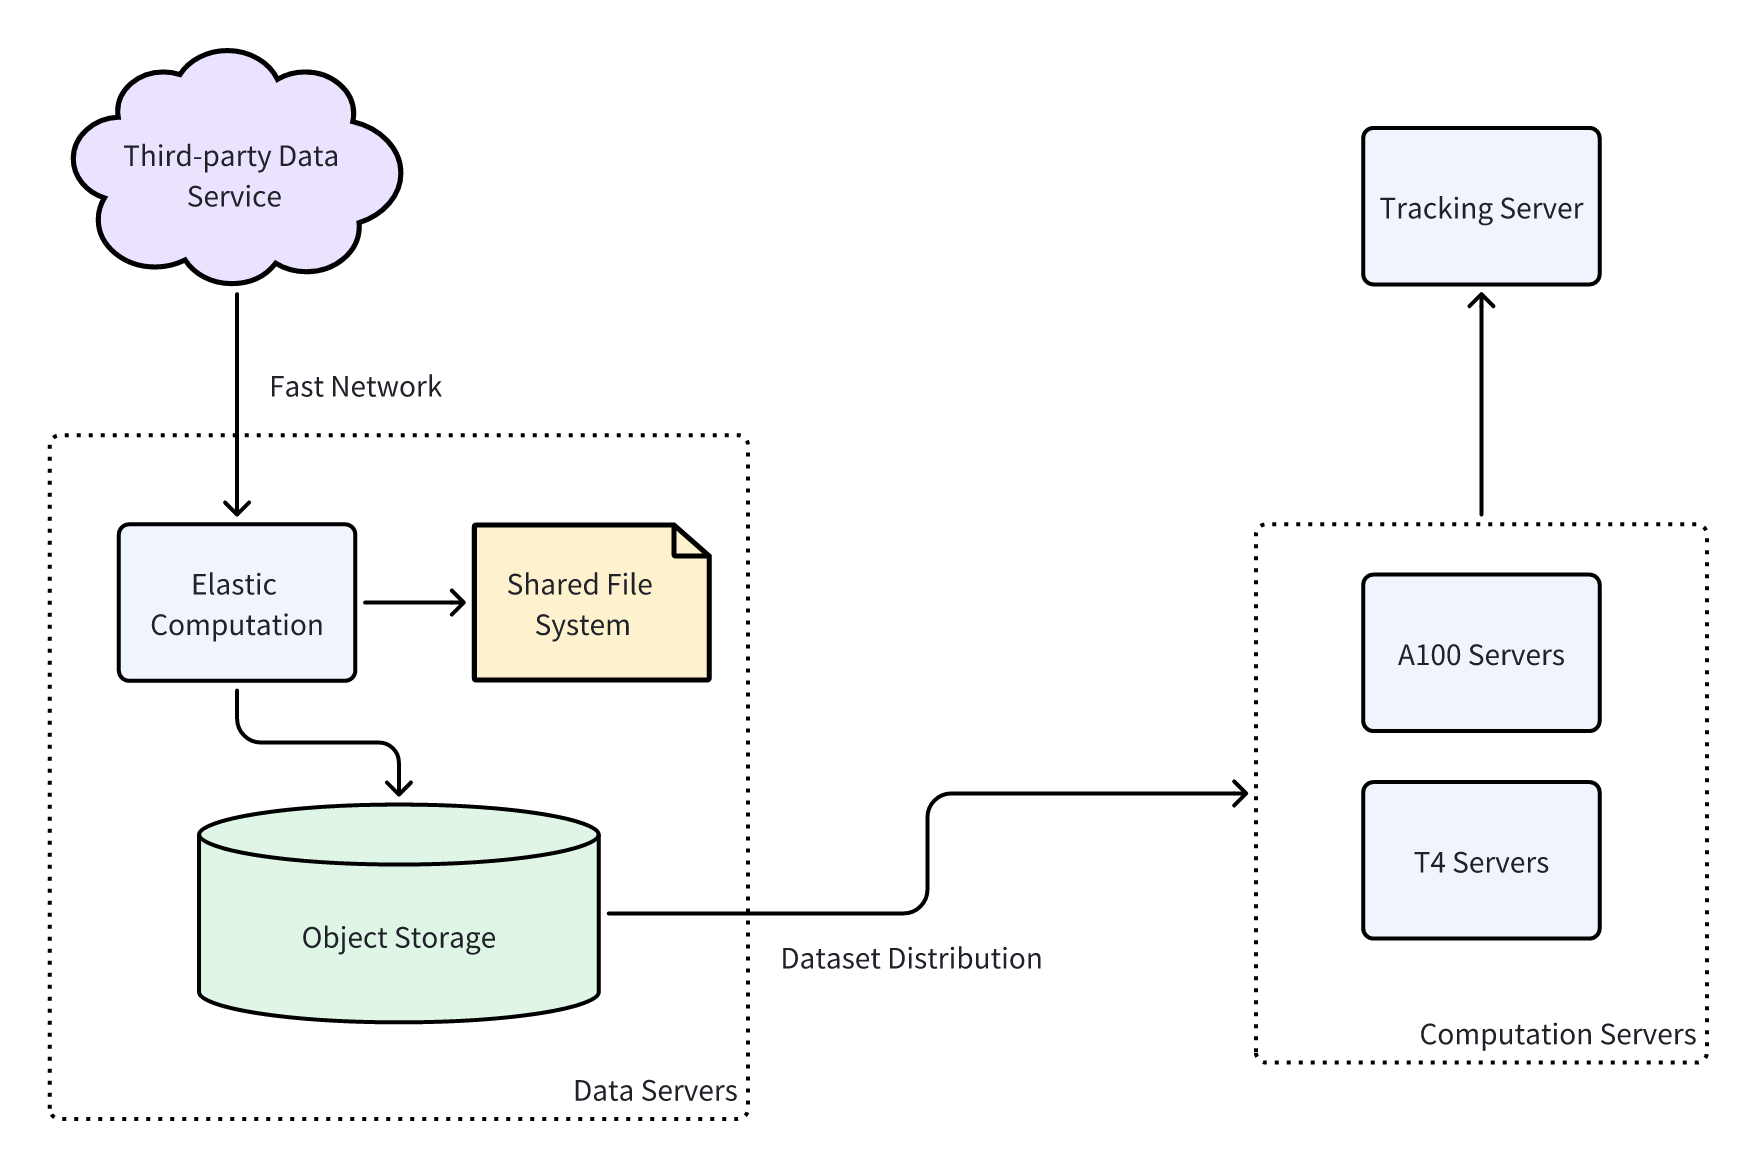 Third-party Data
Service
Tracking Server
Fast Network
Elastic
Computation
Shared File
System
A100 Servers
T4 Servers
Object Storage
Dataset Distribution
Computation Servers
Data Servers